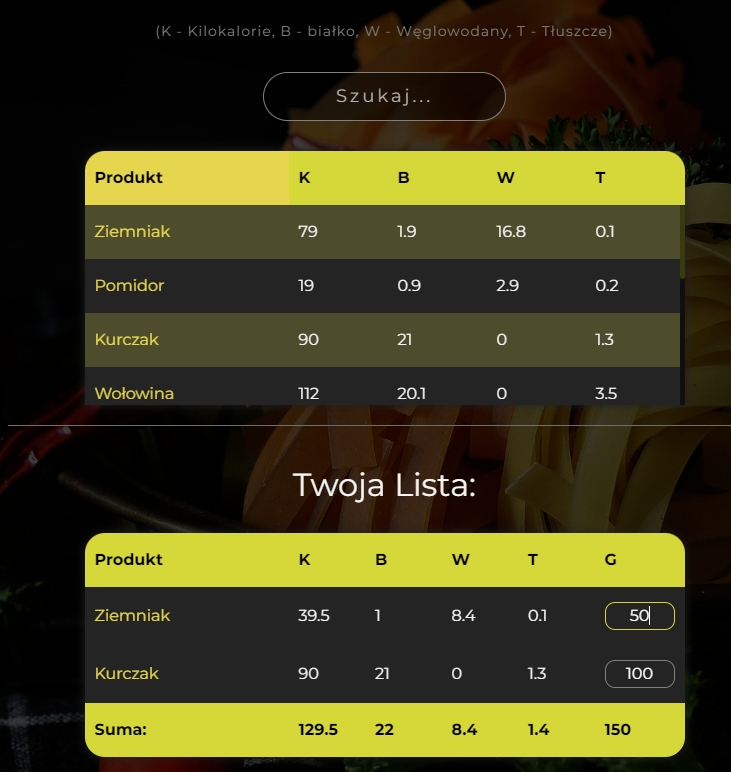 (K - Kilokalorie, B - białko, W - Węglowodany, T - Tłuszcze)
Szukaj...
Produkt K B W T
Ziemniak 79 1.9 16.8 0.1
Pomidor 19 0.9 2.9 0.2
Kurczak 90 21 0 1.3
Wołowina 112 20.1 0 3.5
Twoja Lista:
Produkt K B W T G
Ziemniak 39.5 1 8.4 0.1 50
Kurczak 90 21 0 1.3 100
Suma: 129.5 22 8.4 1.4 150